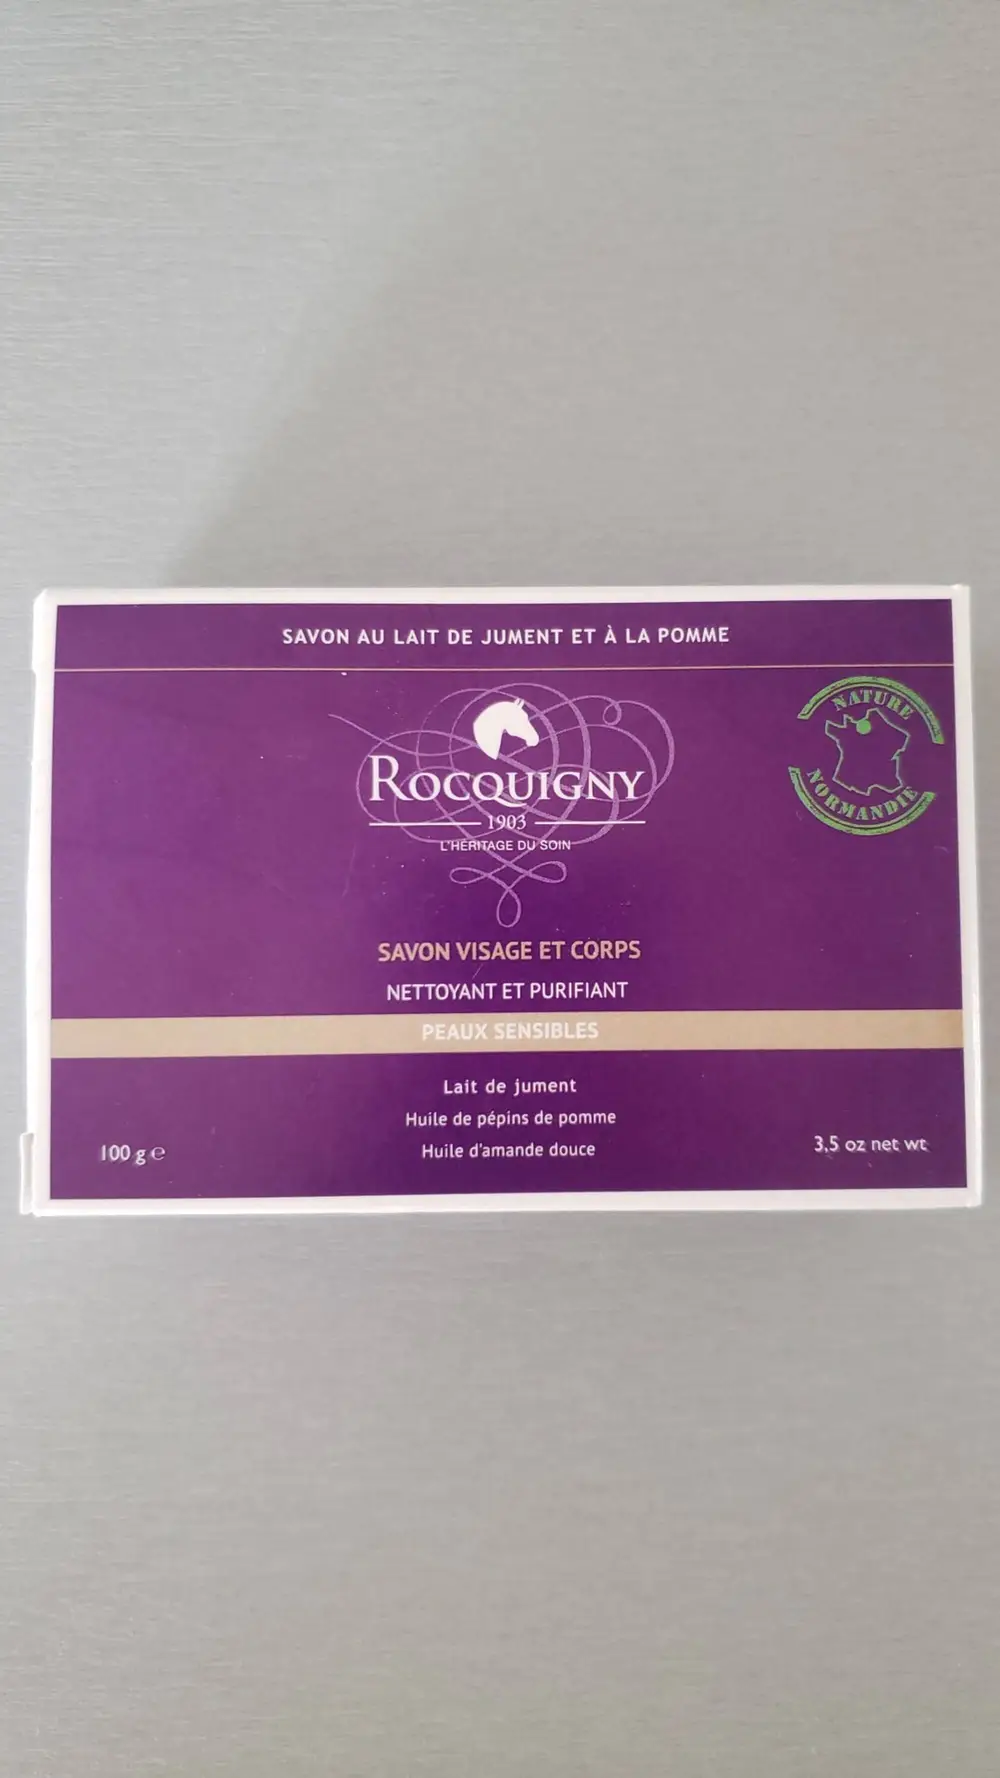 SAVON AU LAIT DE JUMENT ET À LA POMME
NATURE
NORMANDIE
ROCQUIGNY
1903
L'HÉRITAGE DU SOIN
SAVON VISAGE ET CORPS
NETTOYANT ET PURIFIANT
PEAUX SENSIBLES
Lait de jument
Huile de pépins de pomme
Huile d'amande douce
100 g ℮
3,5 oz net wt